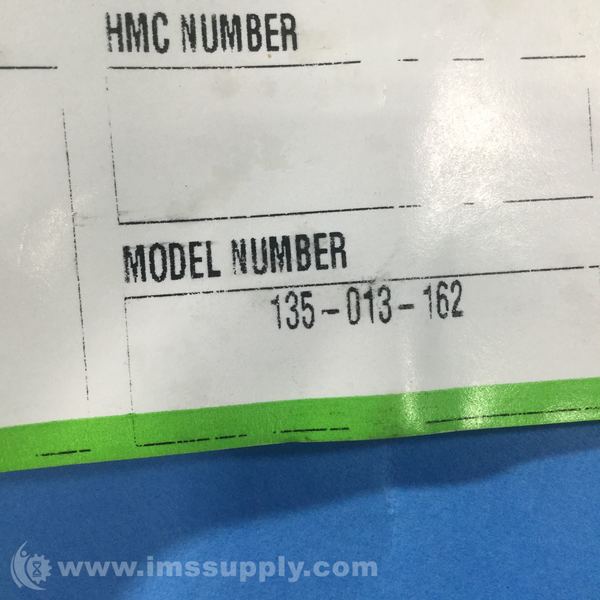 HMC NUMBER
MODEL NUMBER
135-013-162
www.imssupply.com